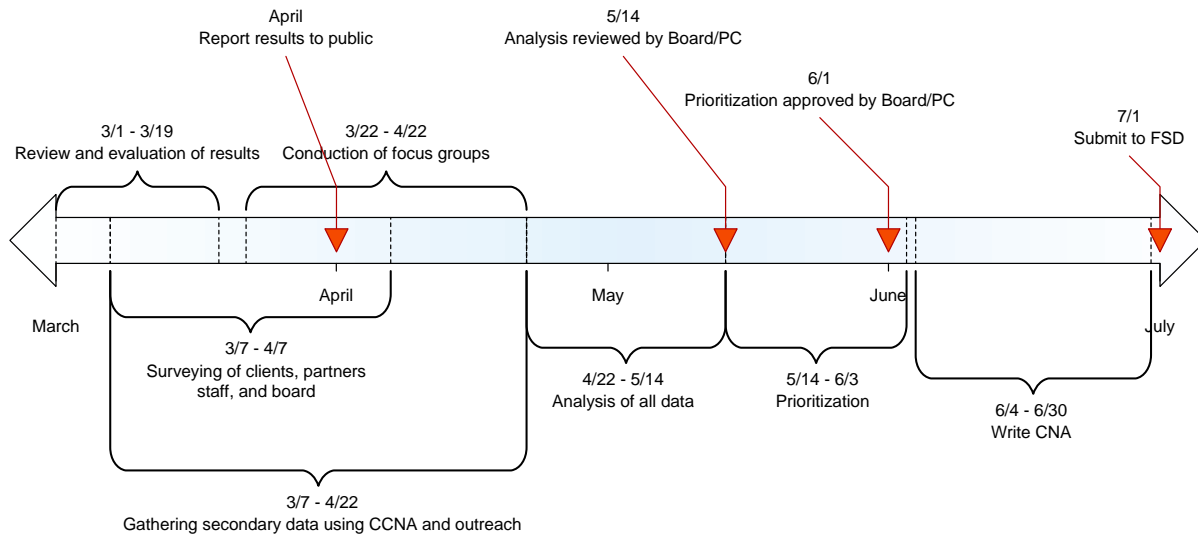 April
Report results to public
5/14
Analysis reviewed by Board/PC
6/1
Prioritization approved by Board/PC
7/1
Submit to FSD
3/1 - 3/19
Review and evaluation of results
3/22 - 4/22
Conduction of focus groups
March
April
May
June
July
3/7 - 4/7
Surveying of clients, partners
staff, and board
4/22 - 5/14
Analysis of all data
5/14 - 6/3
Prioritization
6/4 - 6/30
Write CNA
3/7 - 4/22
Gathering secondary data using CCNA and outreach